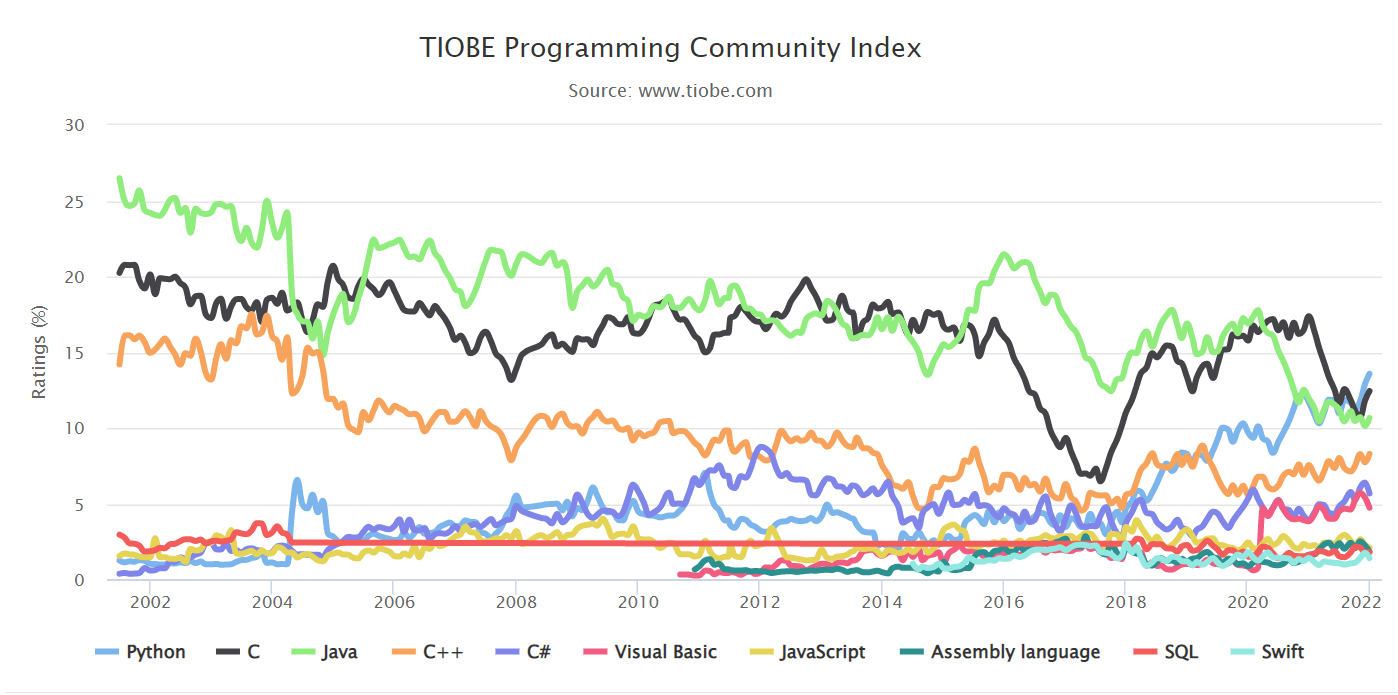 TIOBE Programming Community Index
Source: www.tiobe.com
Ratings (%)
30
25
20
15
10
5
0
2002 2004 2006 2008 2010 2012 2014 2016 2018 2020 2022
Python C Java C++ C# Visual Basic JavaScript Assembly language SQL Swift